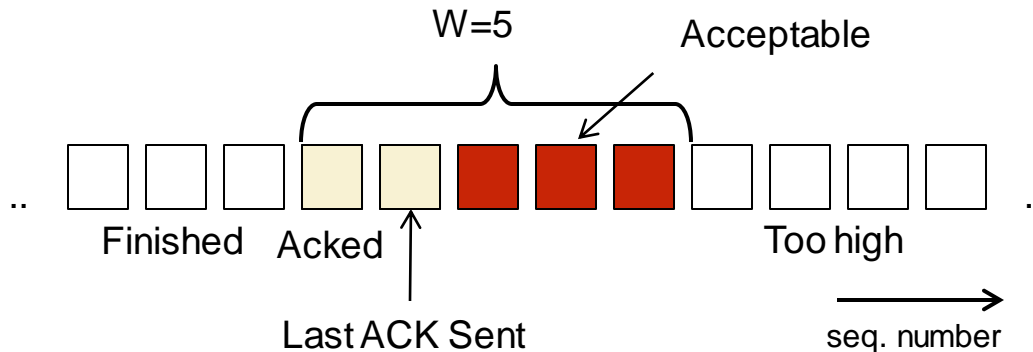 W=5
Acceptable
..
.
Finished
Acked
Too high
Last ACK Sent
seq. number